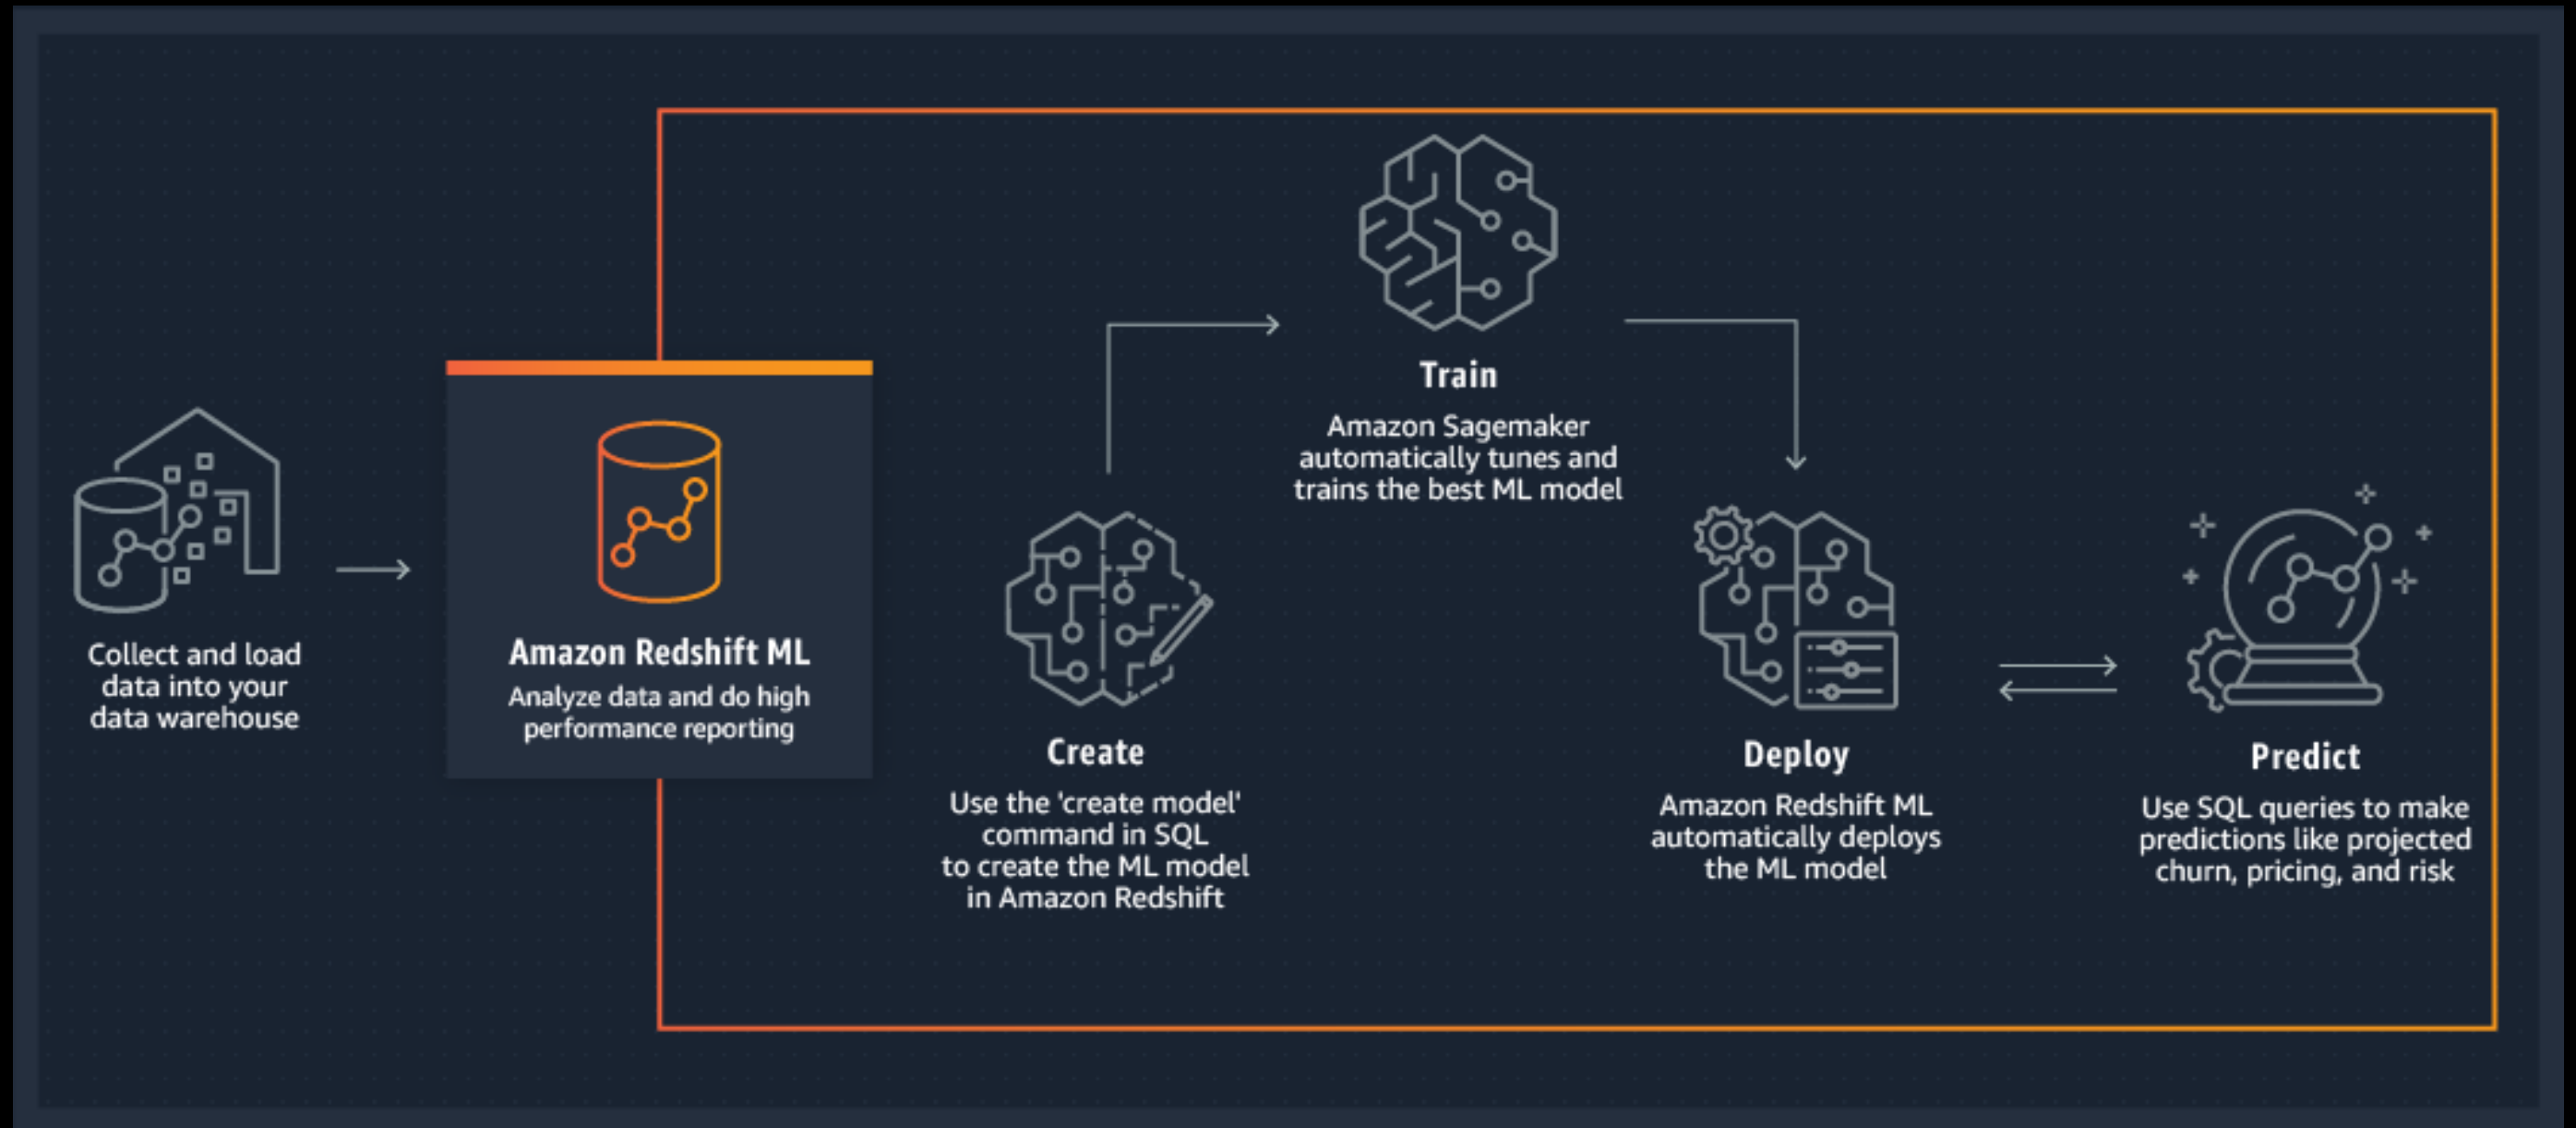 Collect and load
data into your
data warehouse
Amazon Redshift ML
Analyze data and do high
performance reporting
Create
Use the 'create model'
command in SQL
to create the ML model
in Amazon Redshift
Train
Amazon Sagemaker
automatically tunes and
trains the best ML model
Deploy
Amazon Redshift ML
automatically deploys
the ML model
Predict
Use SQL queries to make
predictions like projected
churn, pricing, and risk